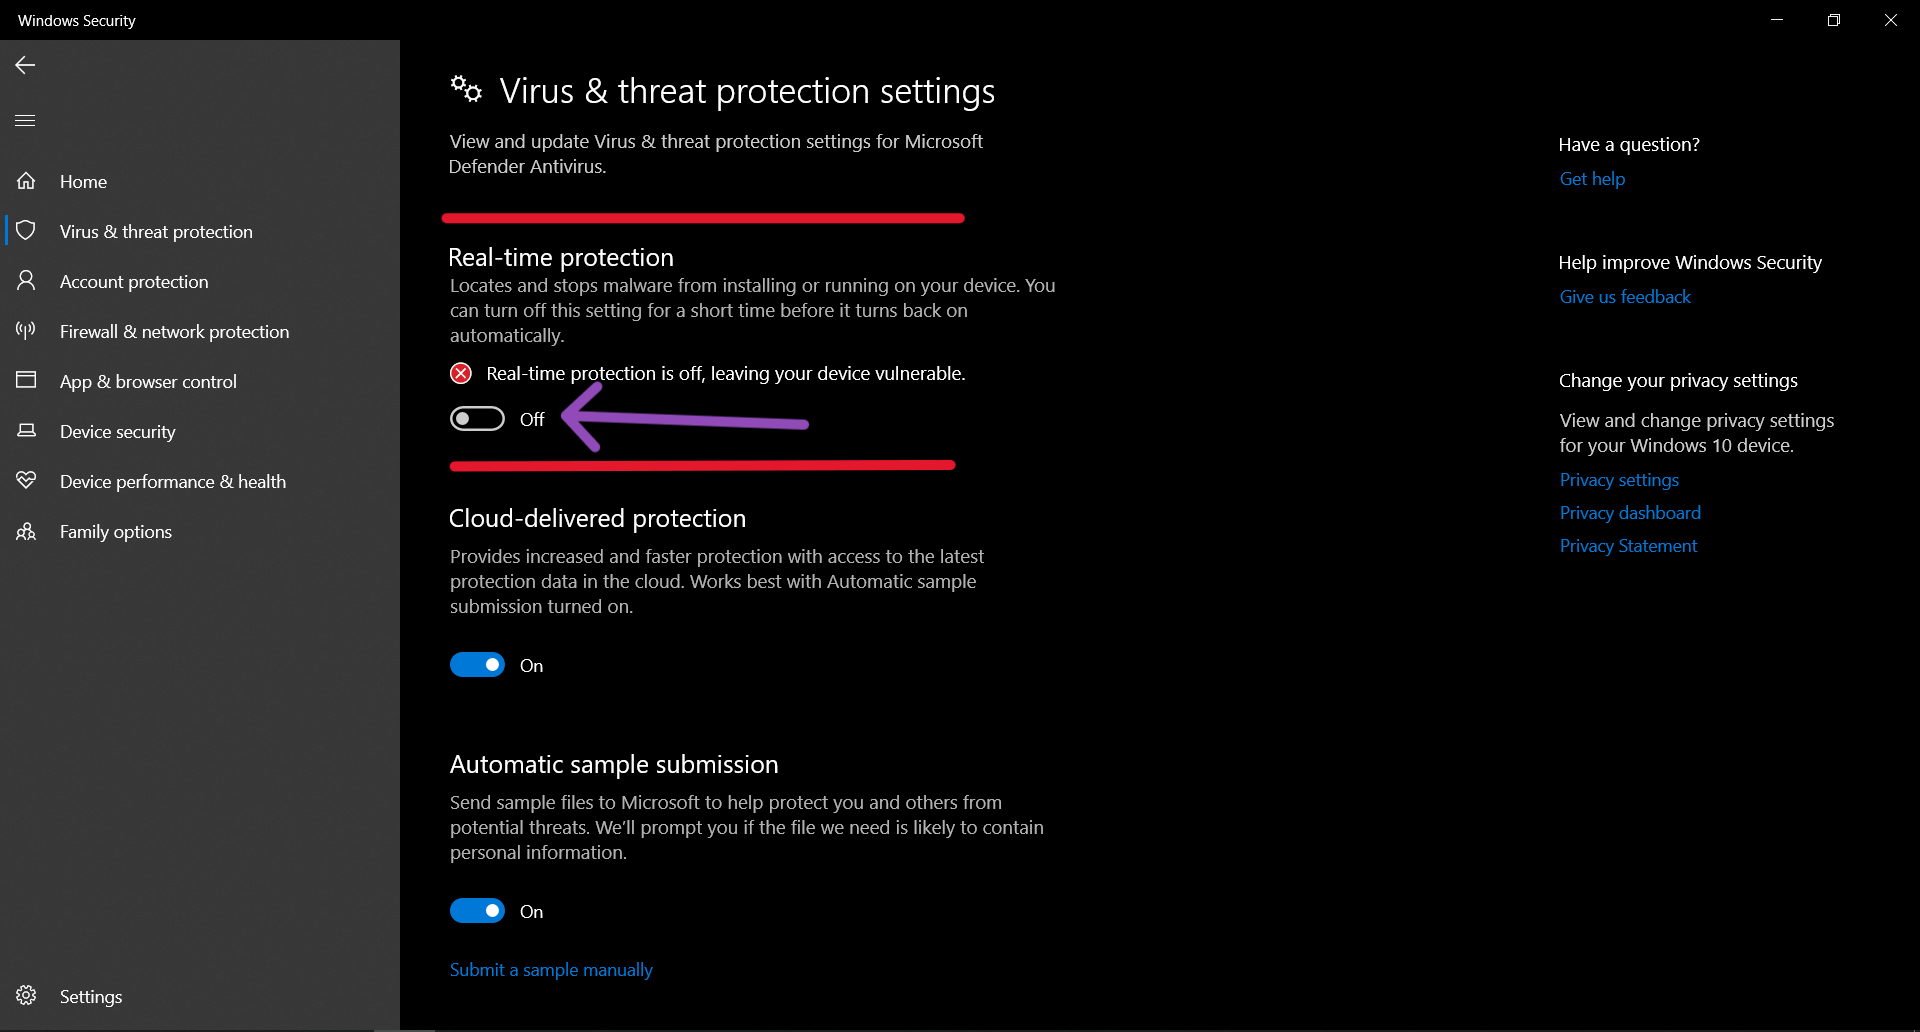 Windows Security
Home
Virus & threat protection
Account protection
Firewall & network protection
App & browser control
Device security
Device performance & health
Family options
Settings
Virus & threat protection settings
View and update Virus & threat protection settings for Microsoft
Defender Antivirus.
Real-time protection
Locates and stops malware from installing or running on your device. You
can turn off this setting for a short time before it turns back on
automatically.
Real-time protection is off, leaving your device vulnerable.
Off
Cloud-delivered protection
Provides increased and faster protection with access to the latest
protection data in the cloud. Works best with Automatic sample
submission turned on.
On
Automatic sample submission
Send sample files to Microsoft to help protect you and others from
potential threats. We’ll prompt you if the file we need is likely to contain
personal information.
On
Submit a sample manually
Have a question?
Get help
Help improve Windows Security
Give us feedback
Change your privacy settings
View and change privacy settings
for your Windows 10 device.
Privacy settings
Privacy dashboard
Privacy Statement